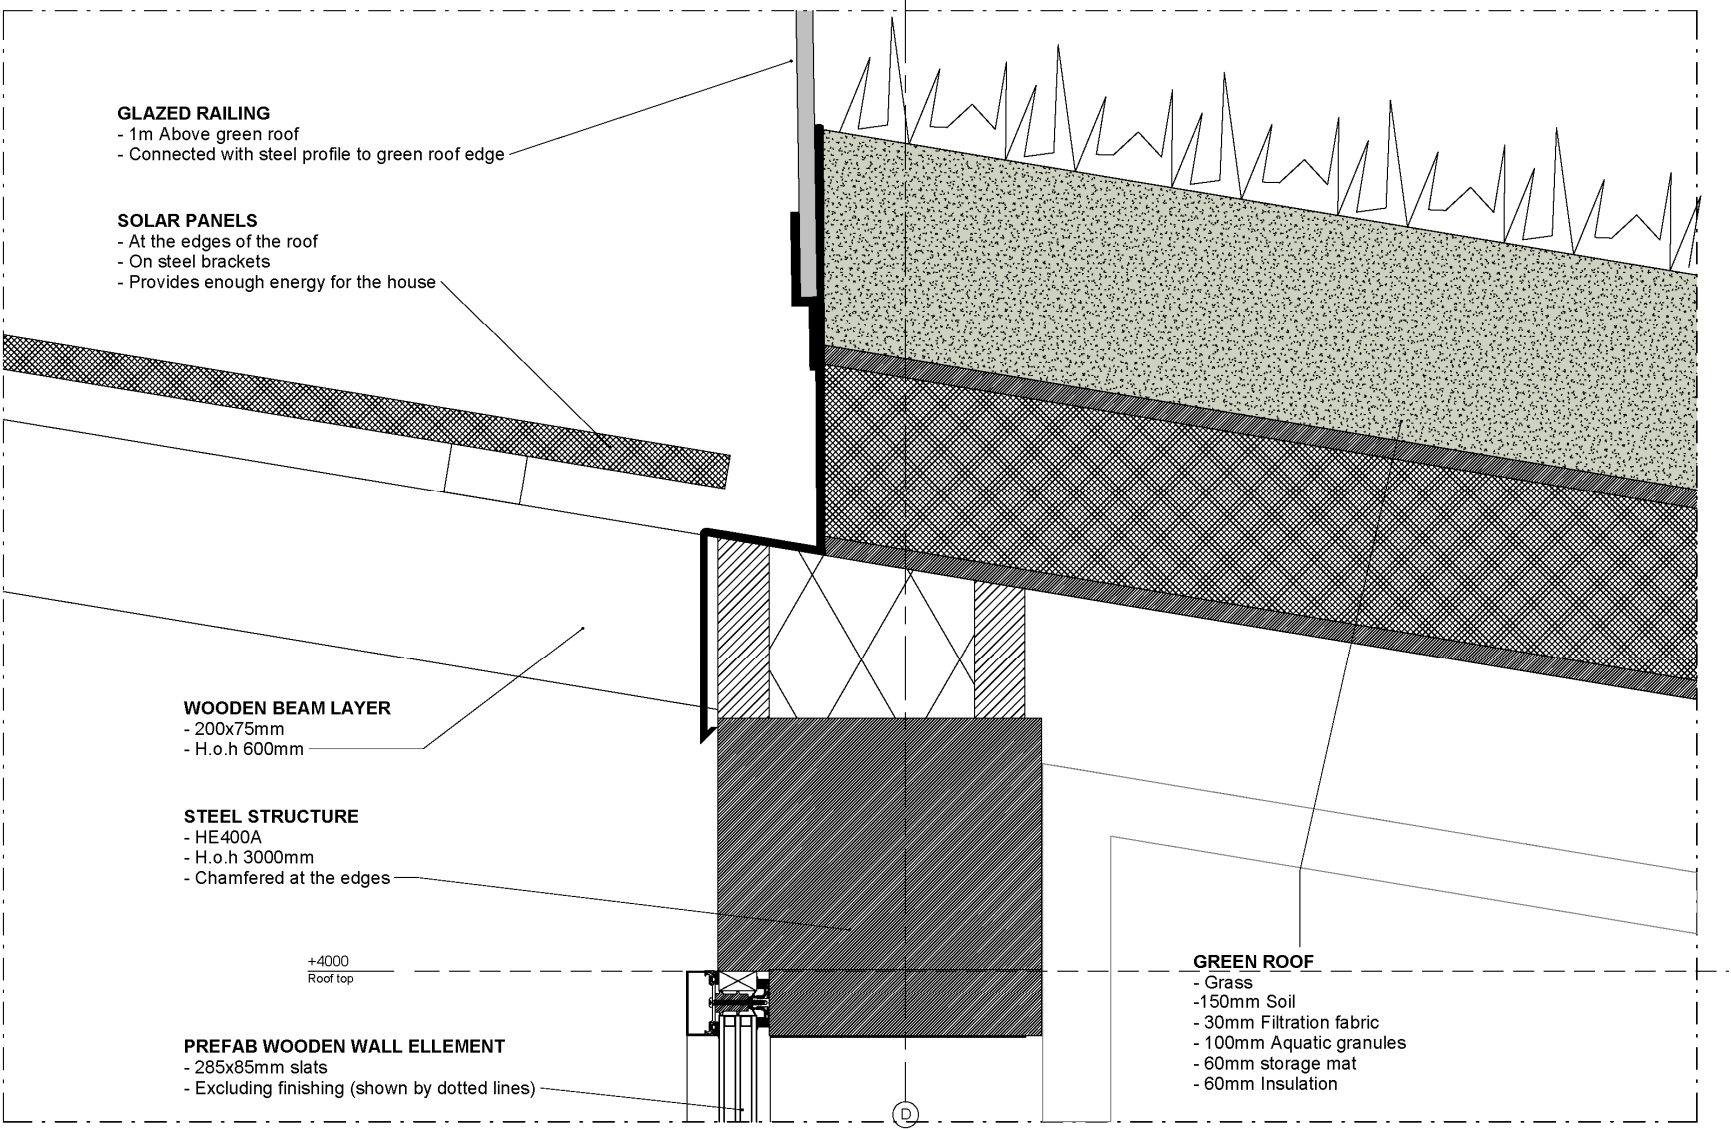 GLAZED RAILING
- 1m Above green roof
- Connected with steel profile to green roof edge
SOLAR PANELS
- At the edges of the roof
- On steel brackets
- Provides enough energy for the house
WOODEN BEAM LAYER
- 200x75mm
- H.o.h 600mm
STEEL STRUCTURE
- HE400A
- H.o.h 3000mm
- Chamfered at the edges
+4000
Roof top
PREFAB WOODEN WALL ELLEMENT
- 285x85mm slats
- Excluding finishing (shown by dotted lines)
D
GREEN ROOF
- Grass
-150mm Soil
- 30mm Filtration fabric
- 100mm Aquatic granules
- 60mm storage mat
- 60mm Insulation